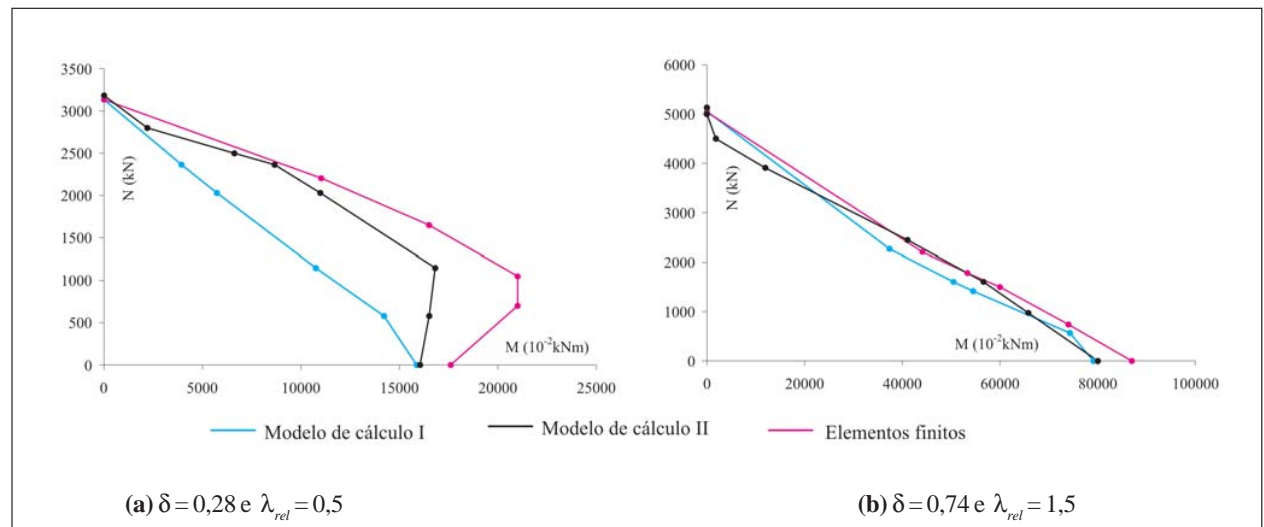 3500
3000
2500
2000
1500
1000
500
0
N (kN)
M (10⁻²kNm)
0 5000 10000 15000 20000 25000
6000
5000
4000
3000
2000
1000
0
N (kN)
M (10⁻²kNm)
0 20000 40000 60000 80000 100000
Modelo de cálculo I Modelo de cálculo II Elementos finitos
(a) δ = 0,28 e λ_rel = 0,5
(b) δ = 0,74 e λ_rel = 1,5